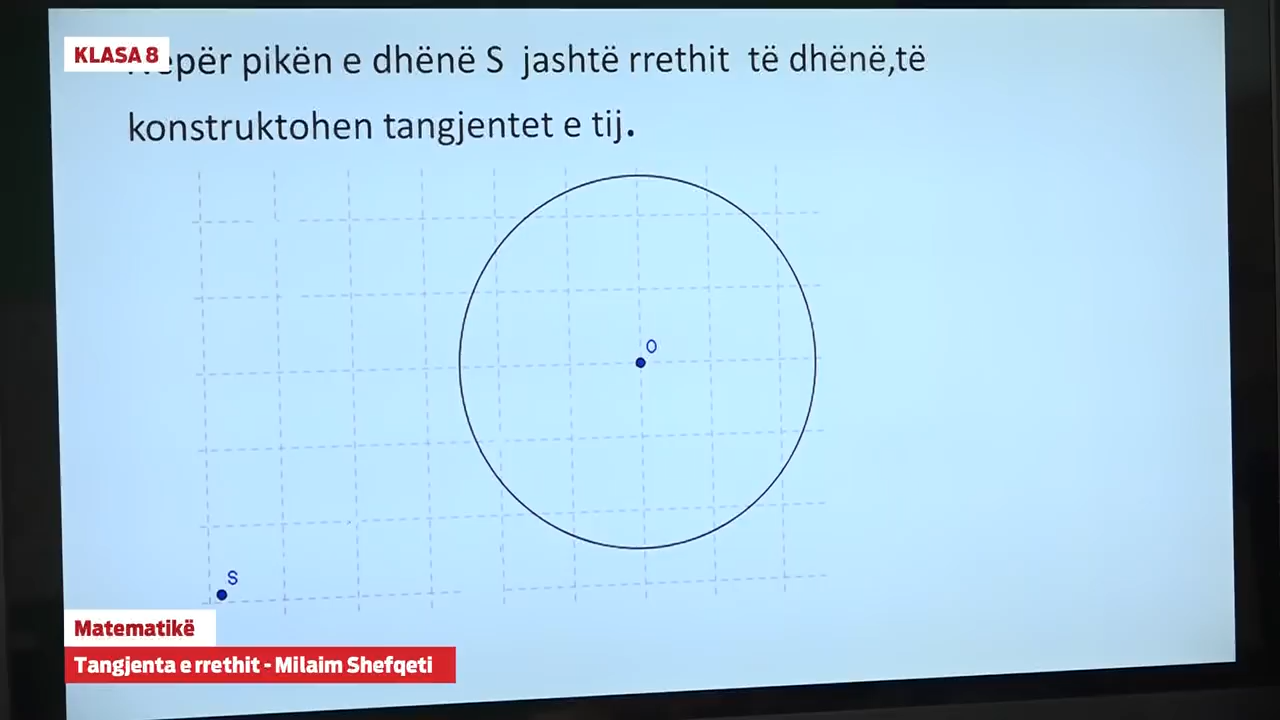 KLASA 8
pikën e dhënë S jashtë rrethit të dhënë,të
konstruktohen tangjentet e tij.
O
S
Matematikë
Tangjenta e rrethit - Milaim Shefqeti